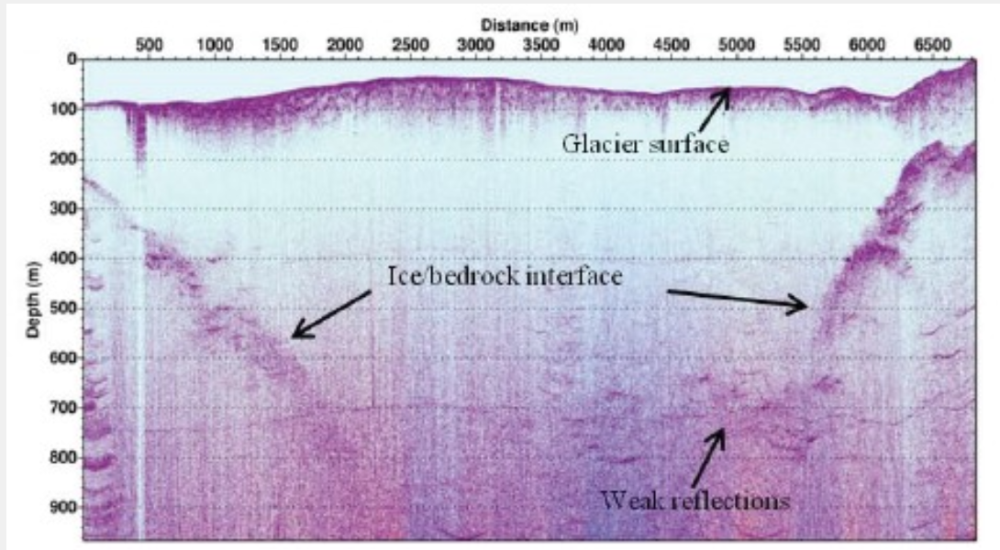 Distance (m)
500 1000 1500 2000 2500 3000 3500 4000 4500 5000 5500 6000 6500
0
100
Glacier surface
200
300
Ice/bedrock interface
400
Depth (m)
500
600
700
800
Weak reflections
900